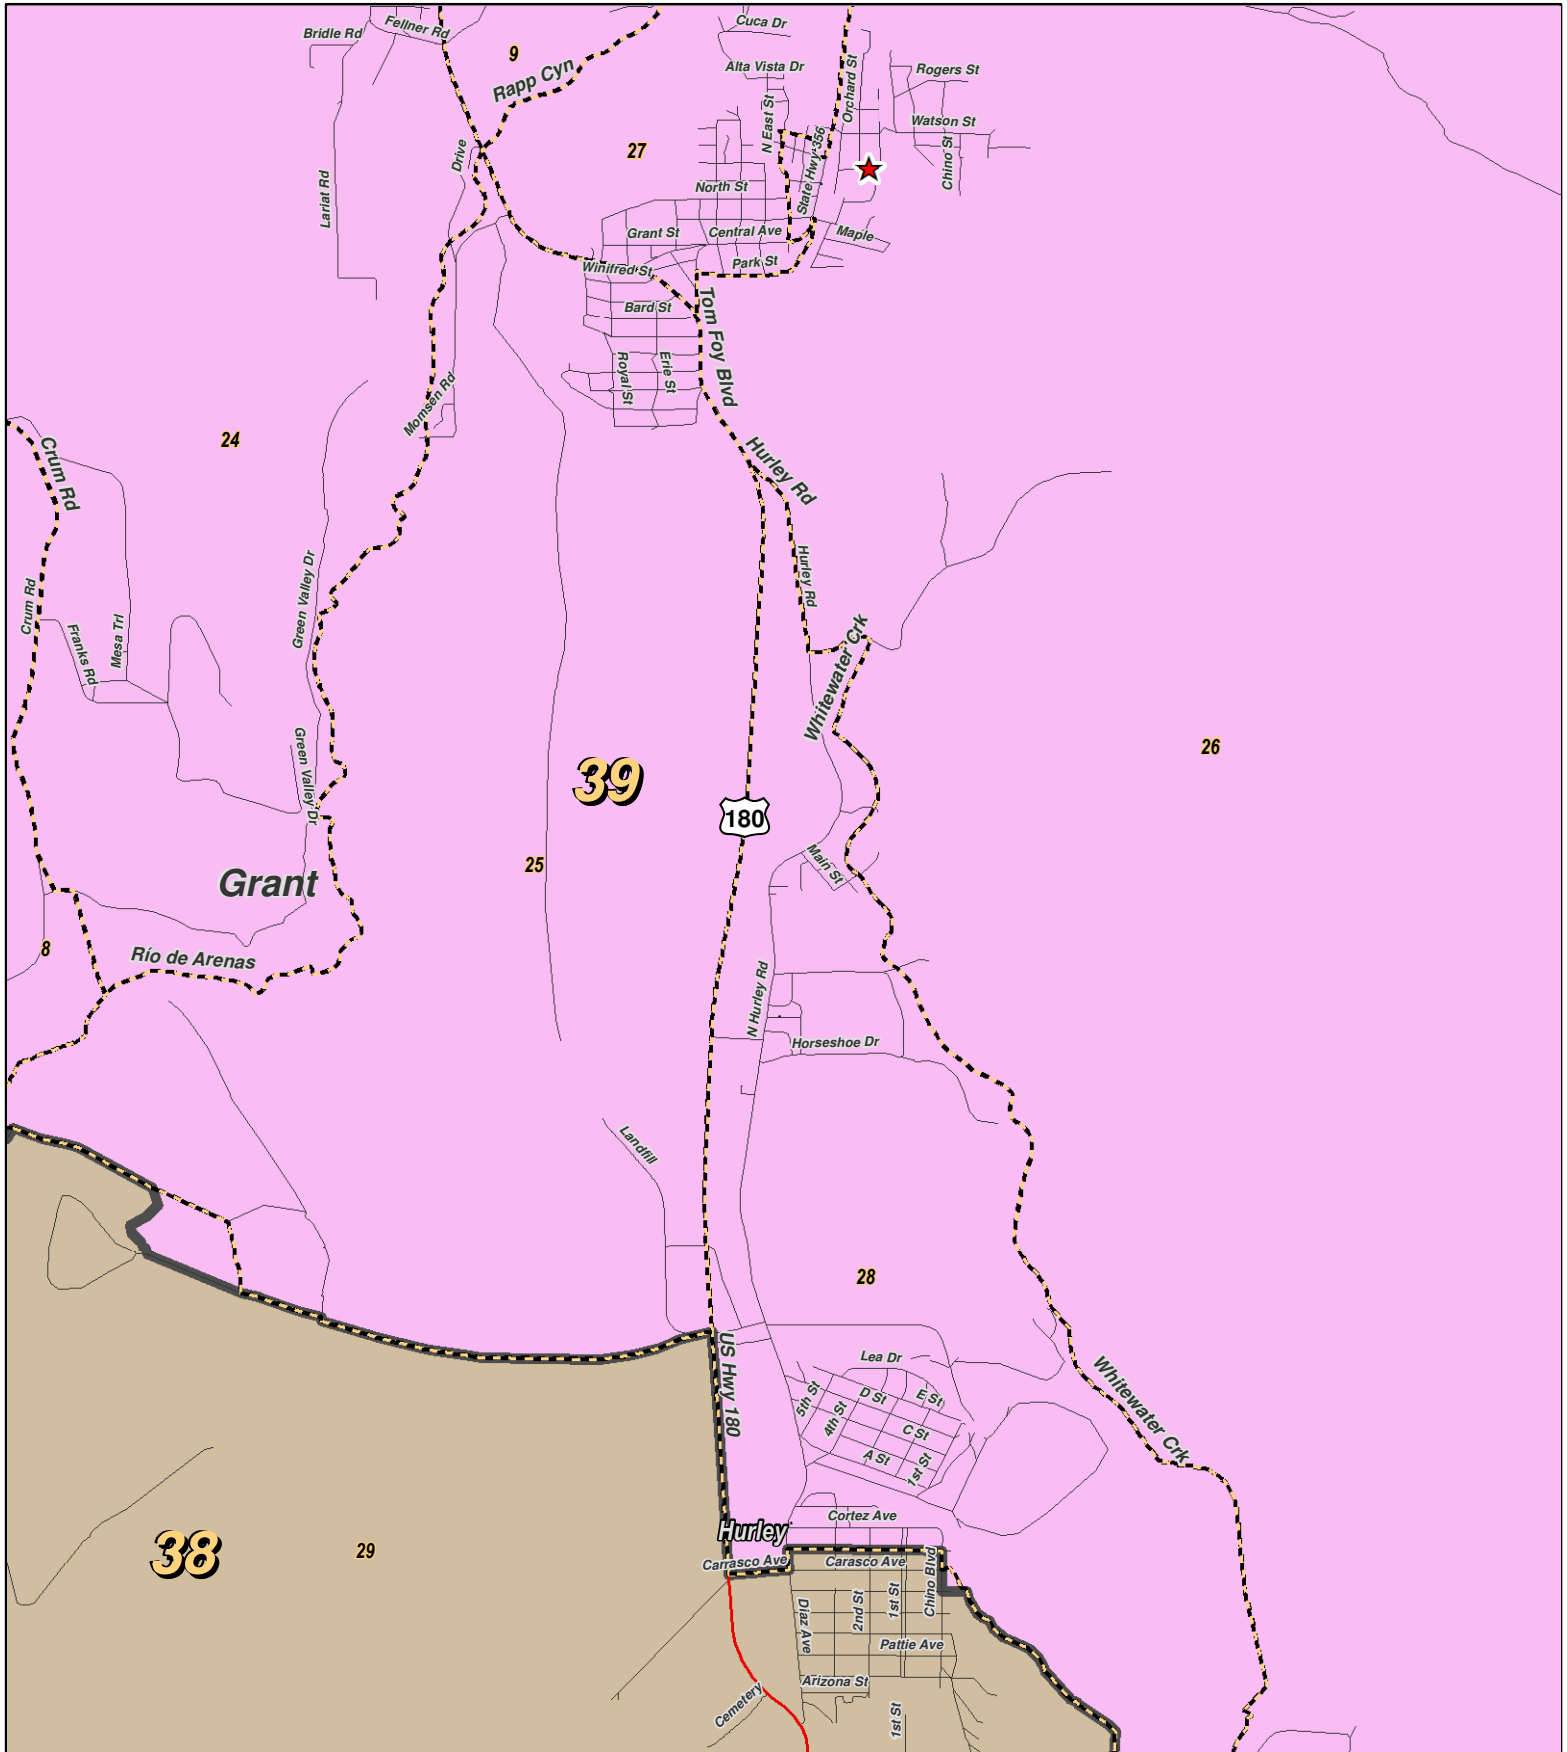 Cuca Dr
Fellner Rd
Bridle Rd
9
Rapp Cyn
Alta Vista Dr
Orchard St
Rogers St
N East St
Watson St
State Hwy 356
Chino St
27
Drive
Lariat Rd
North St
Grant St
Central Ave
Maple
Park St
Winifred St
Bard St
Tom Foy Blvd
Royal St
Erie St
Momsen Rd
24
Crum Rd
Hurley Rd
Hurley Rd
Crum Rd
Franks Rd
Mesa Trl
Green Valley Dr
Whitewater Crk
26
Green Valley Dr
39
180
Main St
25
Grant
8
Río de Arenas
N Hurley Rd
Horseshoe Dr
Landfill
28
US Hwy 180
Lea Dr
5th St
D St
E St
4th St
C St
A St
1st St
Whitewater Crk
Cortez Ave
Hurley
38
29
Carrasco Ave
Carasco Ave
Chino Blvd
Diaz Ave
2nd St
1st St
Pattie Ave
Arizona St
Cemetery
1st St